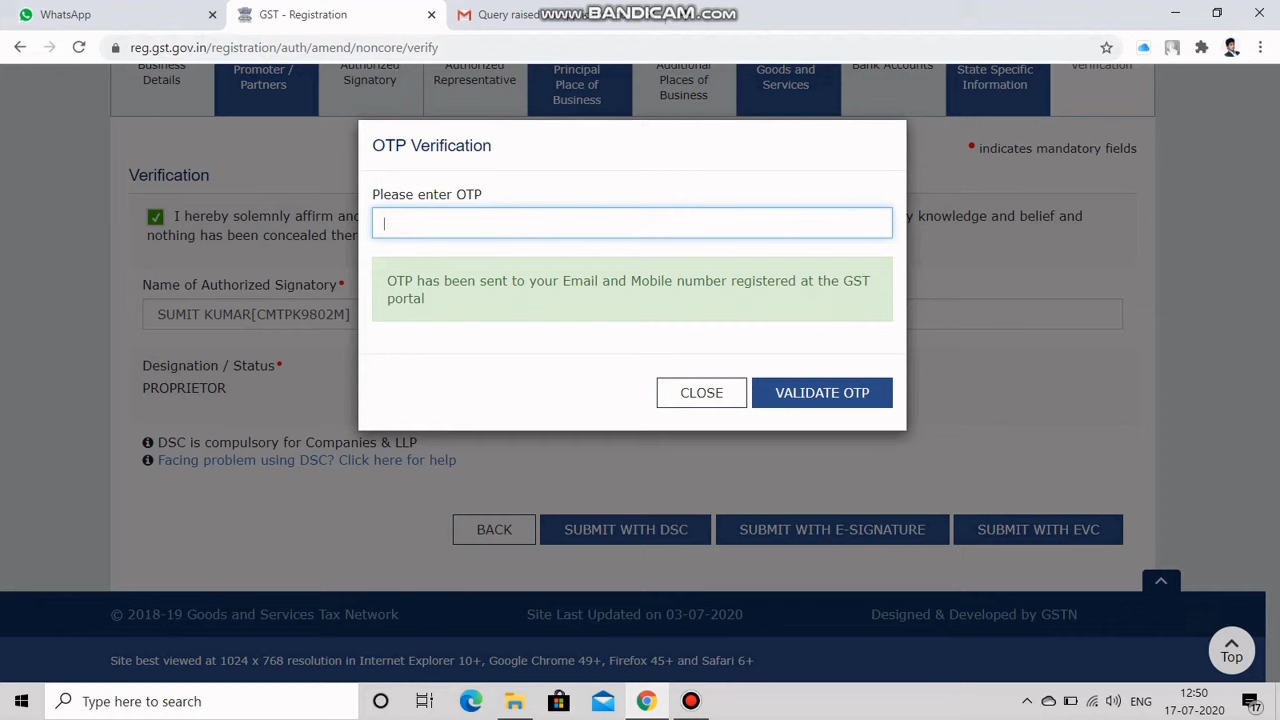 WhatsApp
GST - Registration
Query raised
www.BANDICAM.com
reg.gst.gov.in/registration/auth/amend/noncore/verify
Business
Details
Promoter /
Partners
Authorized
Signatory
Authorized
Representative
Principal
Place of
Business
Additional
Places of
Business
Goods and
Services
Bank Accounts
State Specific
Information
Verification
• indicates mandatory fields
Verification
I hereby solemnly affirm and
y knowledge and belief and
nothing has been concealed ther
Name of Authorized Signatory•
SUMIT KUMAR[CMTPK9802M]
Designation / Status•
PROPRIETOR
DSC is compulsory for Companies & LLP
Facing problem using DSC? Click here for help
OTP Verification
Please enter OTP
OTP has been sent to your Email and Mobile number registered at the GST
portal
CLOSE
VALIDATE OTP
BACK
SUBMIT WITH DSC
SUBMIT WITH E-SIGNATURE
SUBMIT WITH EVC
© 2018-19 Goods and Services Tax Network
Site Last Updated on 03-07-2020
Designed & Developed by GSTN
Site best viewed at 1024 x 768 resolution in Internet Explorer 10+, Google Chrome 49+, Firefox 45+ and Safari 6+
Top
Type here to search
ENG
12:50
17-07-2020
17